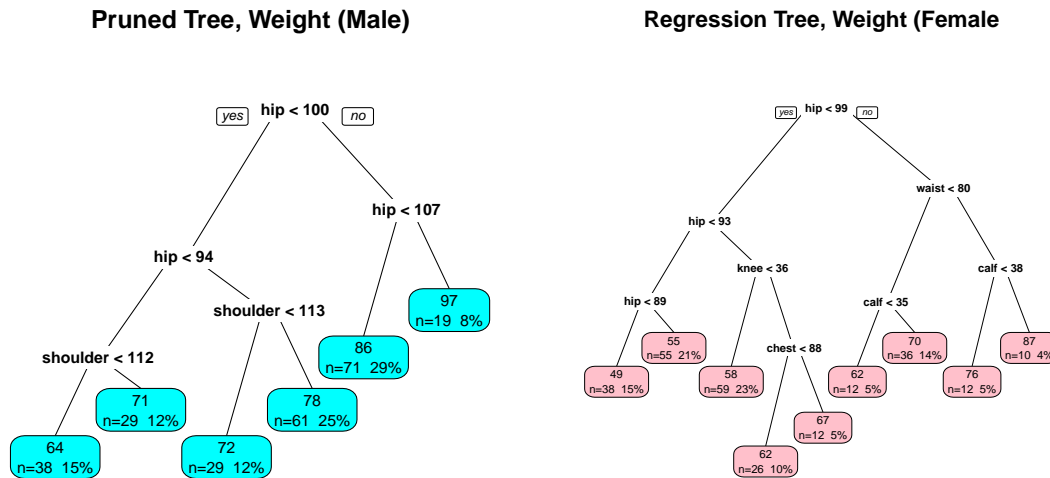 Pruned Tree, Weight (Male)
yes
hip < 100
no
hip < 107
hip < 94
97
n=19 8%
shoulder < 113
86
n=71 29%
shoulder < 112
71
n=29 12%
78
n=61 25%
64
n=38 15%
72
n=29 12%
Regression Tree, Weight (Female
yes
hip < 99
no
waist < 80
hip < 93
knee < 36
calf < 38
hip < 89
calf < 35
55
n=55 21%
70
n=36 14%
87
n=10 4%
chest < 88
49
n=38 15%
58
n=59 23%
62
n=12 5%
76
n=12 5%
67
n=12 5%
62
n=26 10%